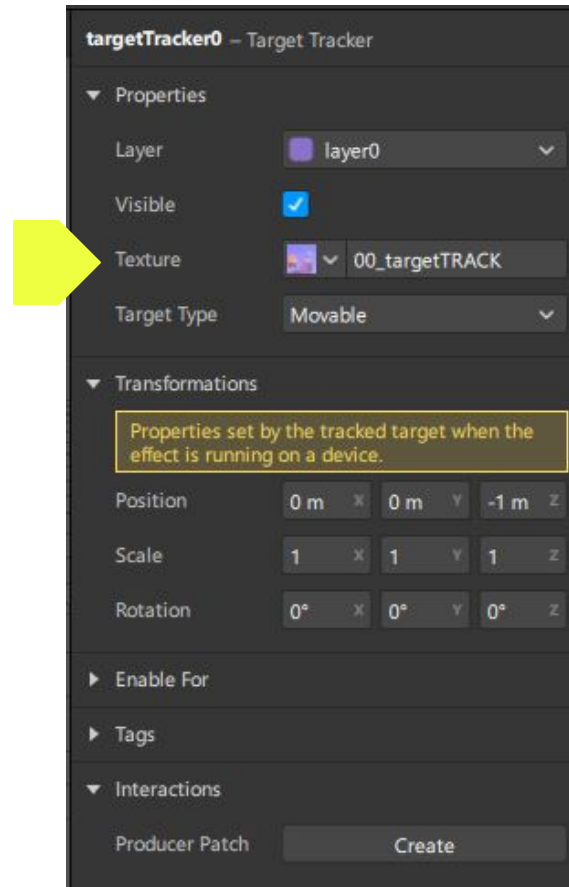 targetTracker0 – Target Tracker
Properties
Layer layer0
Visible
Texture 00_targetTRACK
Target Type Movable
Transformations
Properties set by the tracked target when the
effect is running on a device.
Position 0 m X 0 m Y -1 m Z
Scale 1 X 1 Y 1 Z
Rotation 0° X 0° Y 0° Z
Enable For
Tags
Interactions
Producer Patch Create